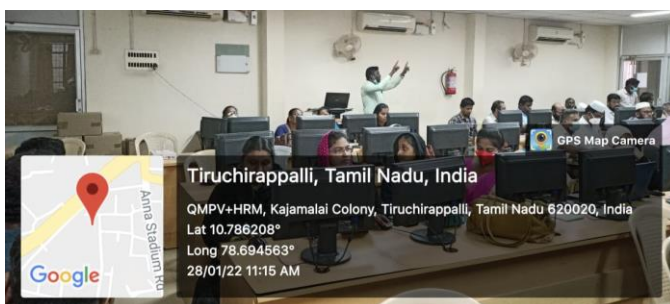 GPS Map Camera
Tiruchirappalli, Tamil Nadu, India
QMPV+HRM, Kajamalai Colony, Tiruchirappalli, Tamil Nadu 620020, India
Lat 10.786208°
Long 78.694563°
28/01/22 11:15 AM
Anna Stadium Rd
Google